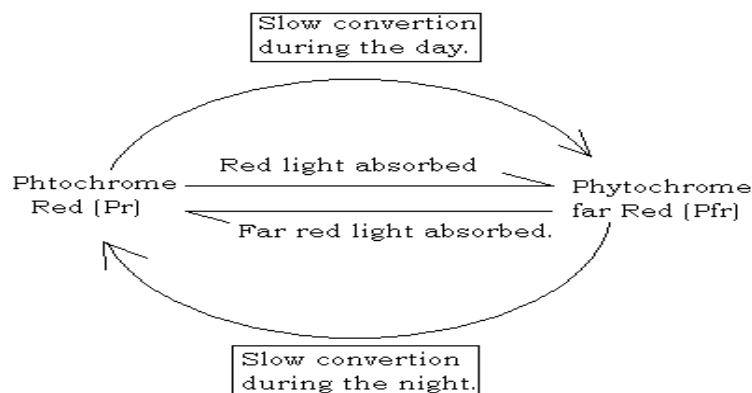 Slow convertion
during the day.
Red light absorbed
Phtochrome
Red (Pr)
Phytochrome
far Red (Pfr)
Far red light absorbed.
Slow convertion
during the night.